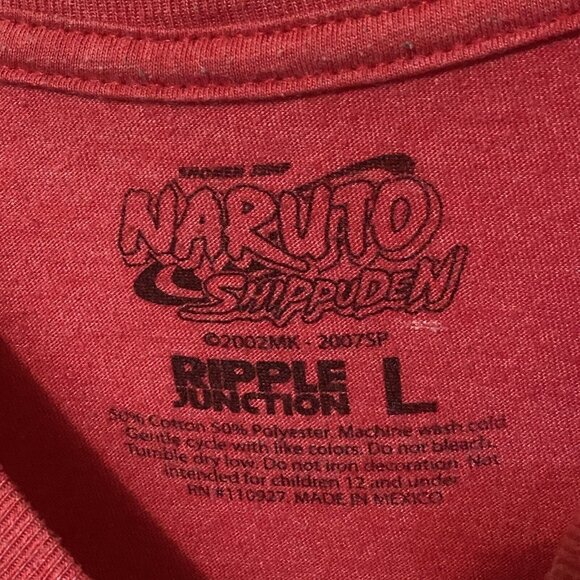 SHONEN JUMP
NARUTO
SHIPPUDEN
©2002MK - 2007SP
RIPPLE
JUNCTION L
50% Cotton 50% Polyester. Machine wash cold
Gentle cycle with like colors. Do not bleach.
Tumble dry low. Do not iron decoration. Not
intended for children 12 and under
RN #110927. MADE IN MEXICO